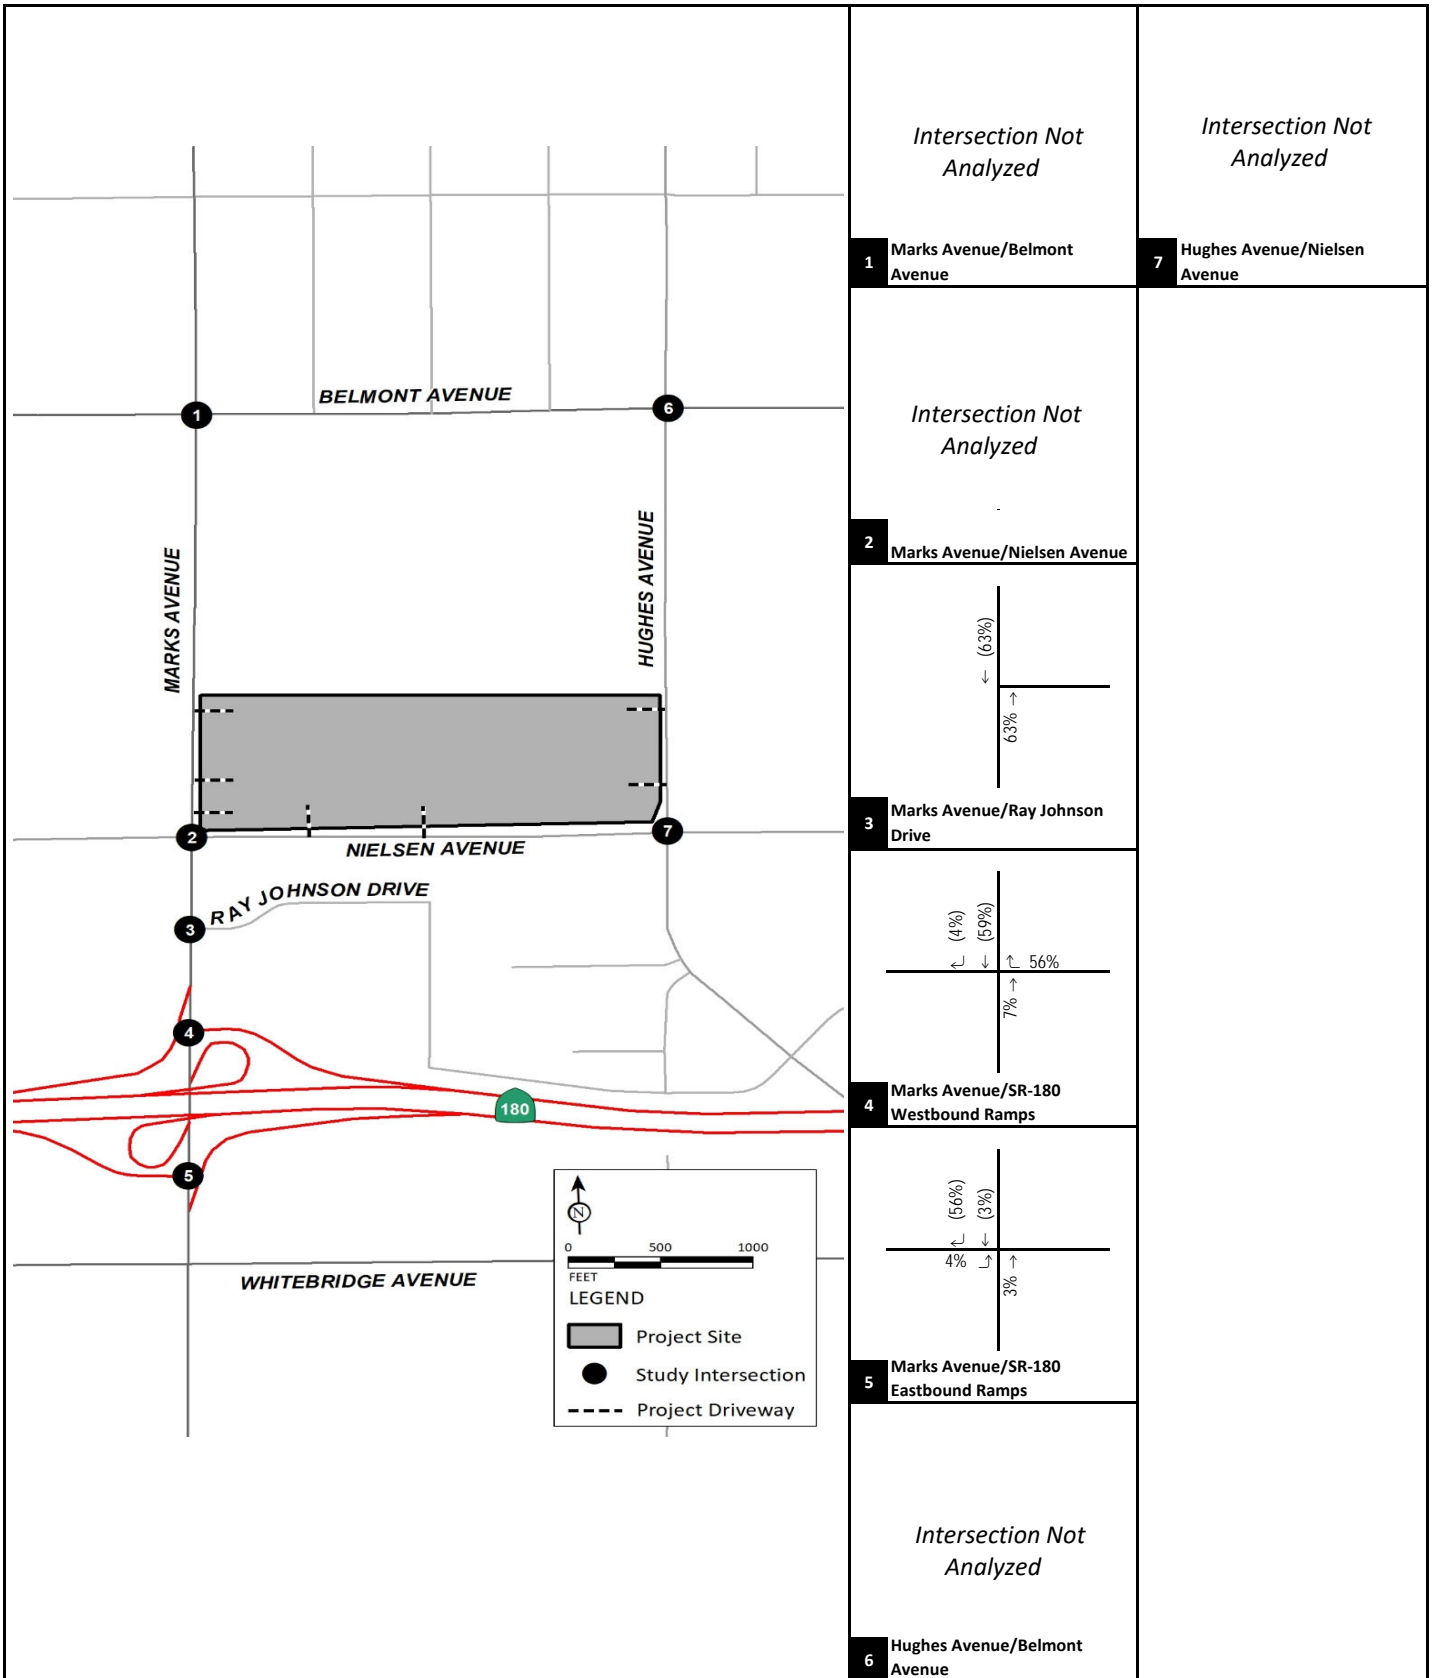 BELMONT AVENUE
1
6
MARKS AVENUE
HUGHES AVENUE
2
7
NIELSEN AVENUE
RAY JOHNSON DRIVE
3
4
180
5
WHITEBRIDGE AVENUE
N
0 500 1000
FEET
LEGEND
Project Site
Study Intersection
Project Driveway
Intersection Not
Analyzed
1 Marks Avenue/Belmont
Avenue
Intersection Not
Analyzed
7 Hughes Avenue/Nielsen
Avenue
Intersection Not
Analyzed
2 Marks Avenue/Nielsen Avenue
(63%)
63%
3 Marks Avenue/Ray Johnson
Drive
(4%)
(59%)
56%
7%
4 Marks Avenue/SR-180
Westbound Ramps
(56%)
(3%)
4%
3%
5 Marks Avenue/SR-180
Eastbound Ramps
Intersection Not
Analyzed
6 Hughes Avenue/Belmont
Avenue